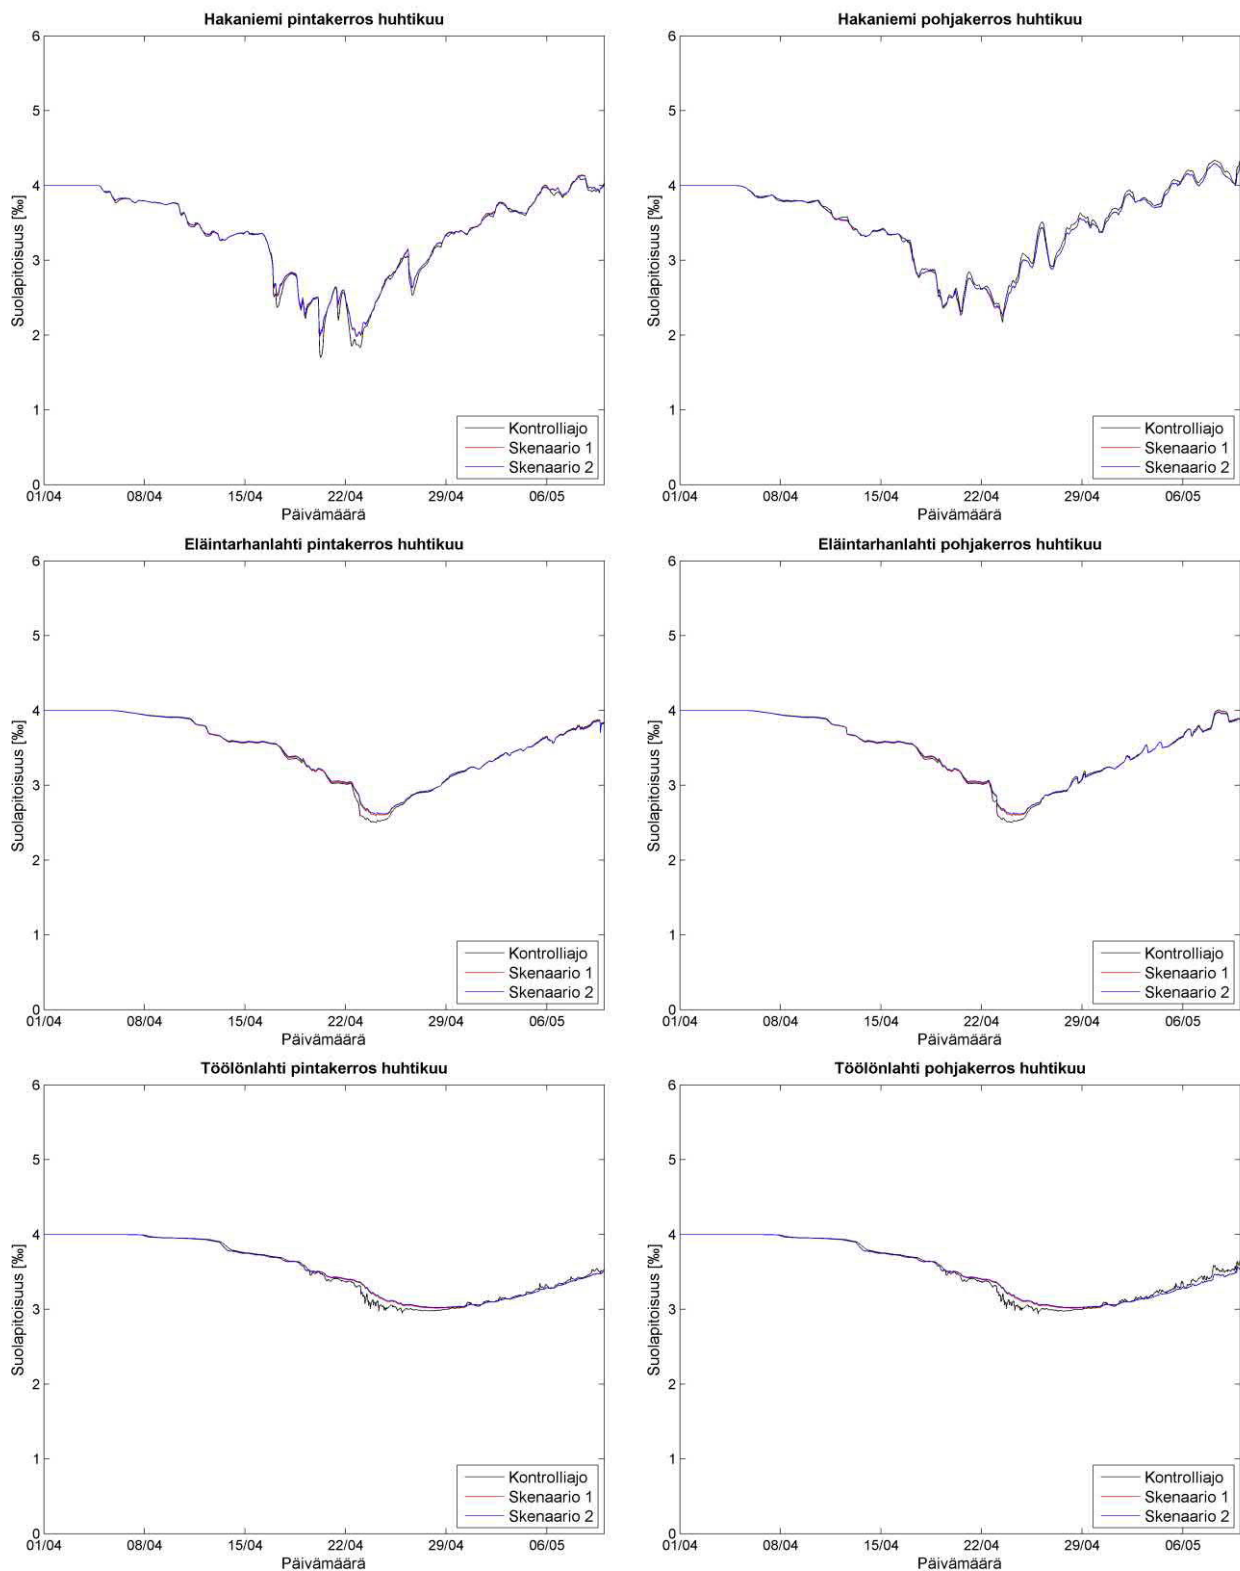 Hakaniemi pintakerros huhtikuu
Suolapitoisuus [‰]
6
5
4
3
2
1
0
01/04 08/04 15/04 22/04 29/04 06/05
Päivämäärä
Kontrolliajo
Skenaario 1
Skenaario 2
Hakaniemi pohjakerros huhtikuu
Suolapitoisuus [‰]
6
5
4
3
2
1
0
01/04 08/04 15/04 22/04 29/04 06/05
Päivämäärä
Kontrolliajo
Skenaario 1
Skenaario 2
Eläintarhanlahti pintakerros huhtikuu
Suolapitoisuus [‰]
6
5
4
3
2
1
0
01/04 08/04 15/04 22/04 29/04 06/05
Päivämäärä
Kontrolliajo
Skenaario 1
Skenaario 2
Eläintarhanlahti pohjakerros huhtikuu
Suolapitoisuus [‰]
6
5
4
3
2
1
0
01/04 08/04 15/04 22/04 29/04 06/05
Päivämäärä
Kontrolliajo
Skenaario 1
Skenaario 2
Töölönlahti pintakerros huhtikuu
Suolapitoisuus [‰]
6
5
4
3
2
1
0
01/04 08/04 15/04 22/04 29/04 06/05
Päivämäärä
Kontrolliajo
Skenaario 1
Skenaario 2
Töölönlahti pohjakerros huhtikuu
Suolapitoisuus [‰]
6
5
4
3
2
1
0
01/04 08/04 15/04 22/04 29/04 06/05
Päivämäärä
Kontrolliajo
Skenaario 1
Skenaario 2